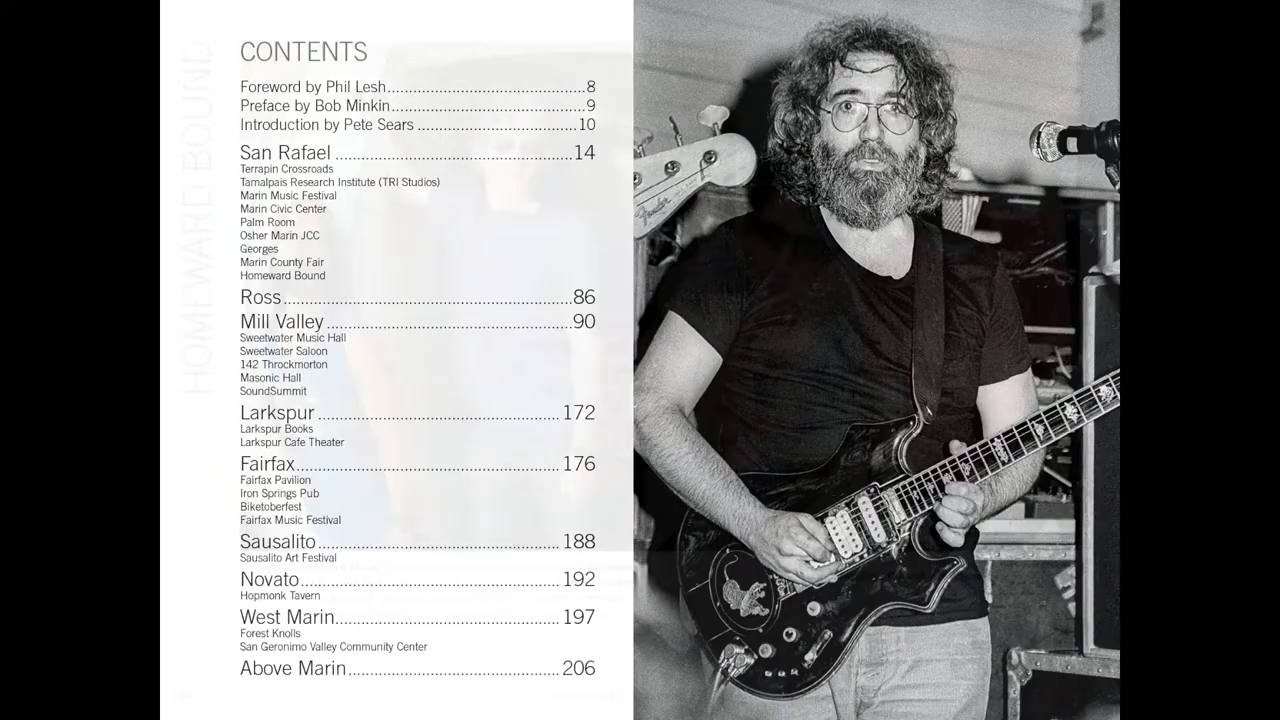 CONTENTS
Foreword by Phil Lesh....................................................8
Preface by Bob Minkin...................................................9
Introduction by Pete Sears ..........................................10
San Rafael ........................................................14
Terrapin Crossroads
Tamalpais Research Institute (TRI Studios)
Marin Music Festival
Marin Civic Center
Palm Room
Osher Marin JCC
Georges
Marin County Fair
Homeward Bound
Ross....................................................................86
Mill Valley ..........................................................90
Sweetwater Music Hall
Sweetwater Saloon
142 Throckmorton
Masonic Hall
SoundSummit
Larkspur .......................................................... 172
Larkspur Books
Larkspur Cafe Theater
Fairfax............................................................... 176
Fairfax Pavilion
Iron Springs Pub
Biketoberfest
Fairfax Music Festival
Sausalito.......................................................... 188
Sausalito Art Festival
Novato.............................................................. 192
Hopmonk Tavern
West Marin...................................................... 197
Forest Knolls
San Geronimo Valley Community Center
Above Marin................................................... 206
HOMEWARD BOUND
Fender